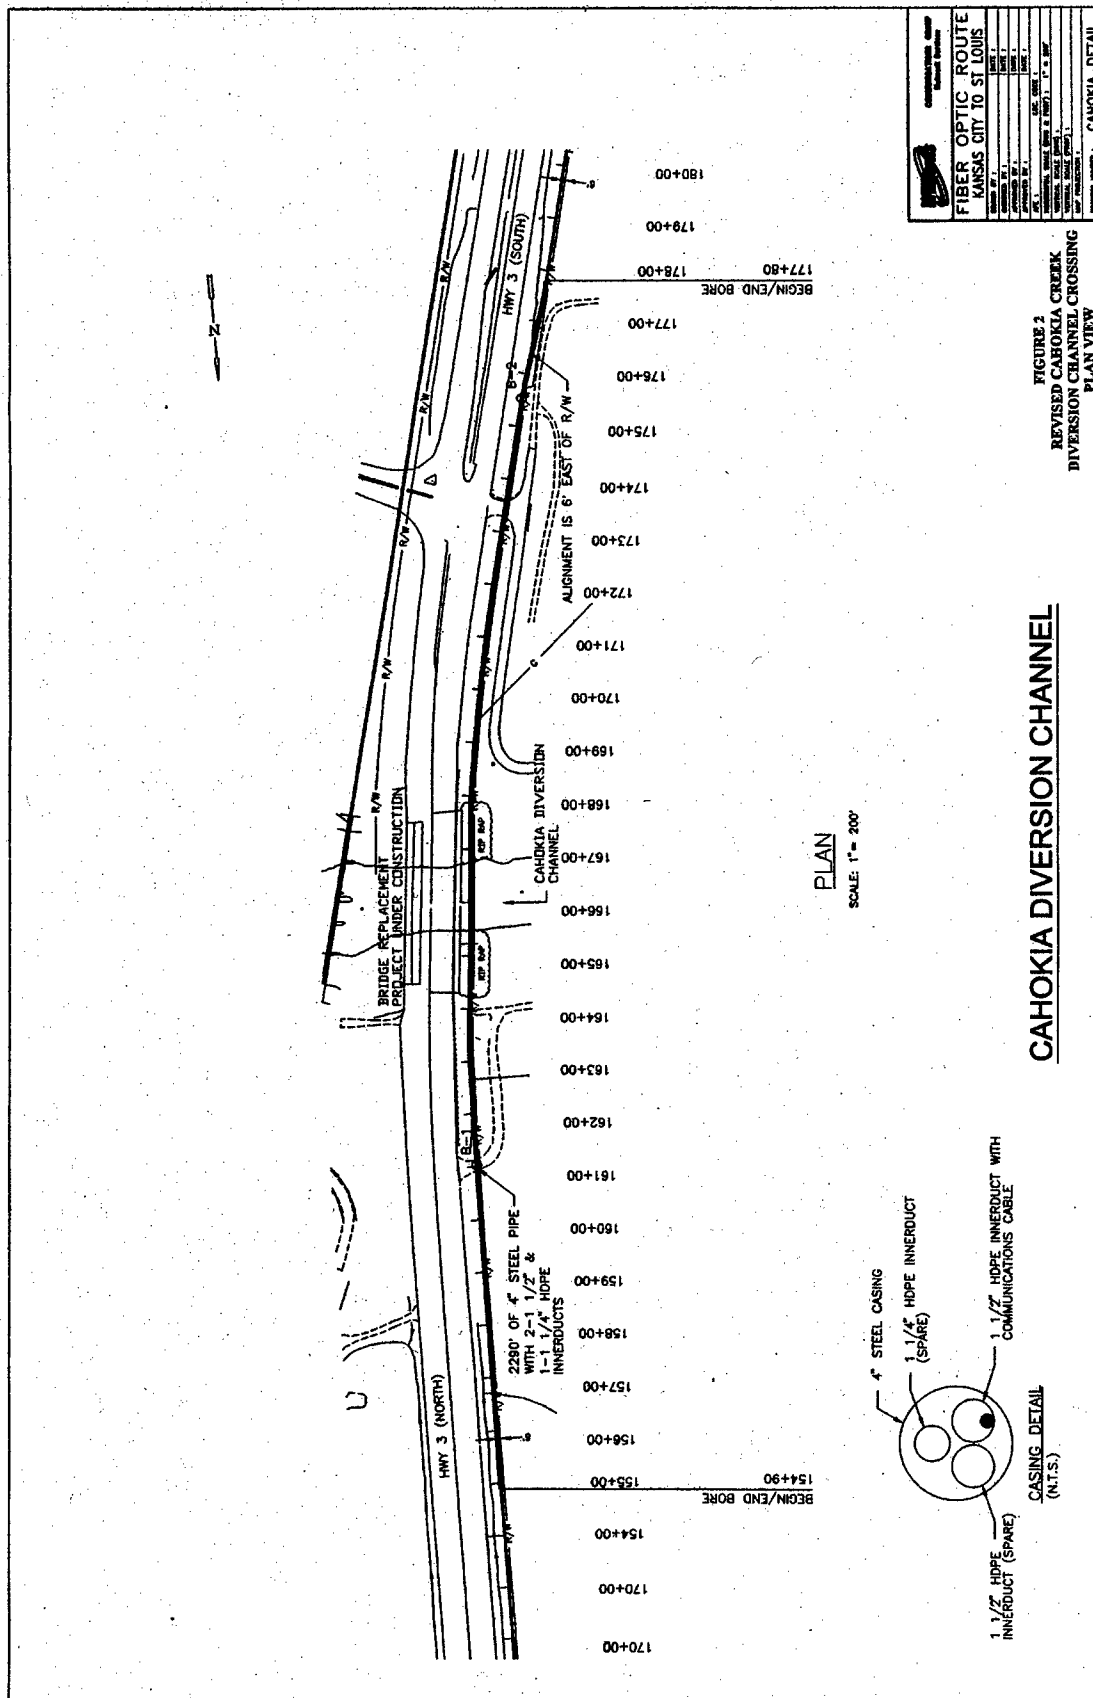 FIBER OPTIC ROUTE
KANSAS CITY TO ST LOUIS
CAHOKIA DETAIL
FIGURE 2
REVISED CAHOKIA CREEK
DIVERSION CHANNEL CROSSING
PLAN VIEW
CAHOKIA DIVERSION CHANNEL
PLAN
SCALE: 1"= 200'
N
HWY 3 (NORTH)
HWY 3 (SOUTH)
R/W
R/W
R/W
R/W
R/W
R/W
R/W
R/W
R/W
R/W
R/W
R/W
R/W
B-1
B-2
BRIDGE REPLACEMENT
PROJECT UNDER CONSTRUCTION
RIP RAP
RIP RAP
CAHOKIA DIVERSION
CHANNEL
ALIGNMENT IS 6' EAST OF R/W
2290' OF 4" STEEL PIPE
WITH 2-1 1/2" &
1-1 1/4" HDPE
INNERDUCTS
170+00
170+00
154+00
155+00
156+00
157+00
158+00
159+00
160+00
161+00
162+00
163+00
164+00
165+00
166+00
167+00
168+00
169+00
170+00
171+00
172+00
173+00
174+00
175+00
176+00
177+00
178+00
179+00
180+00
BEGIN/END BORE
154+90
BEGIN/END BORE
177+80
4" STEEL CASING
1 1/4" HDPE INNERDUCT
(SPARE)
1 1/2" HDPE INNERDUCT WITH
COMMUNICATIONS CABLE
1 1/2" HDPE
INNERDUCT (SPARE)
CASING DETAIL
(N.T.S.)